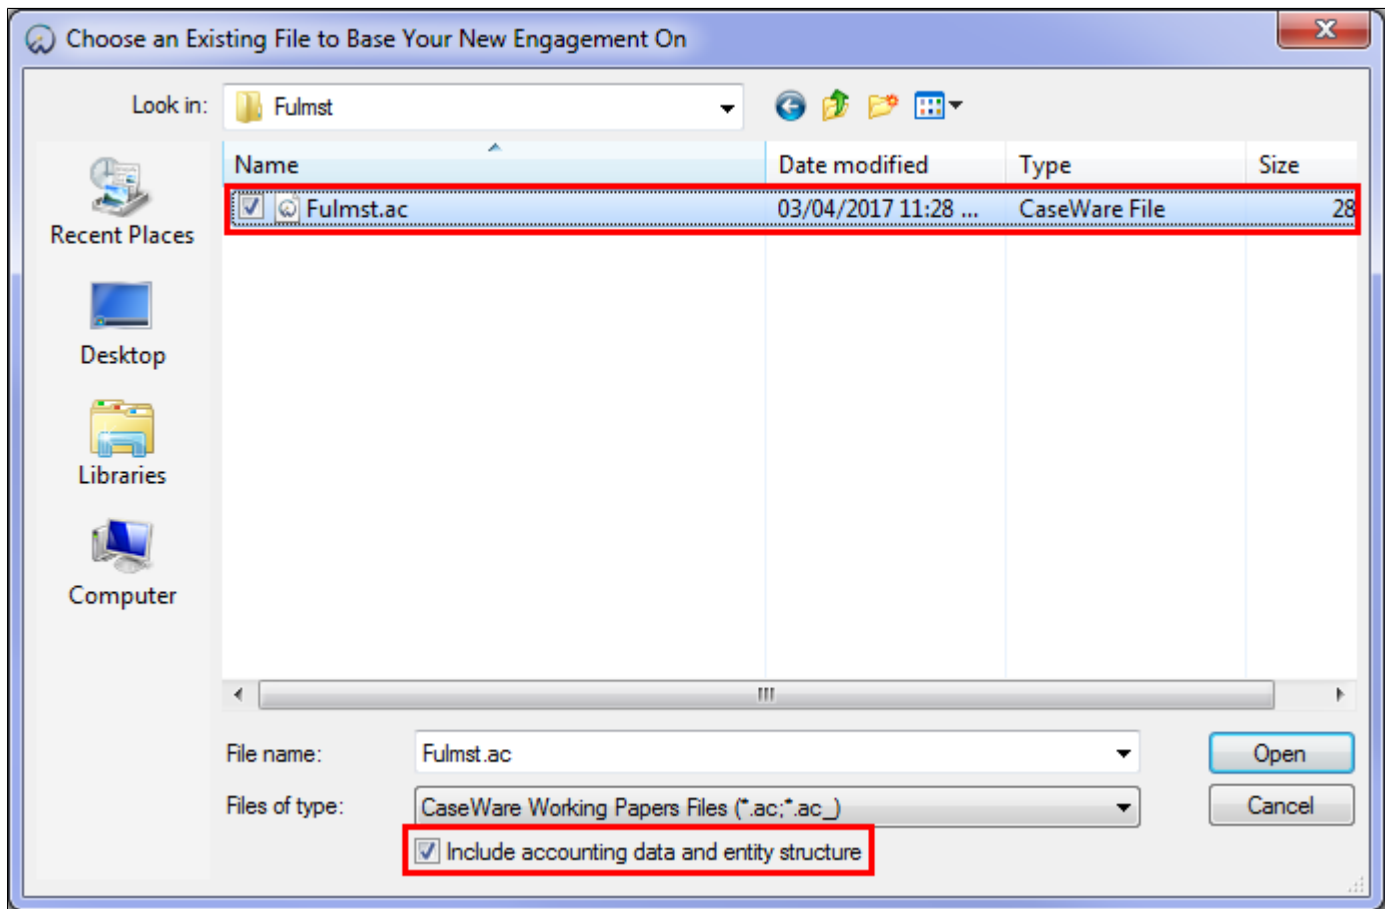 Choose an Existing File to Base Your New Engagement On
Look in: Fulmst
Name Date modified Type Size
Fulmst.ac 03/04/2017 11:28 ... CaseWare File 28
Recent Places
Desktop
Libraries
Computer
File name: Fulmst.ac Open
Files of type: CaseWare Working Papers Files (*.ac;*.ac_) Cancel
Include accounting data and entity structure